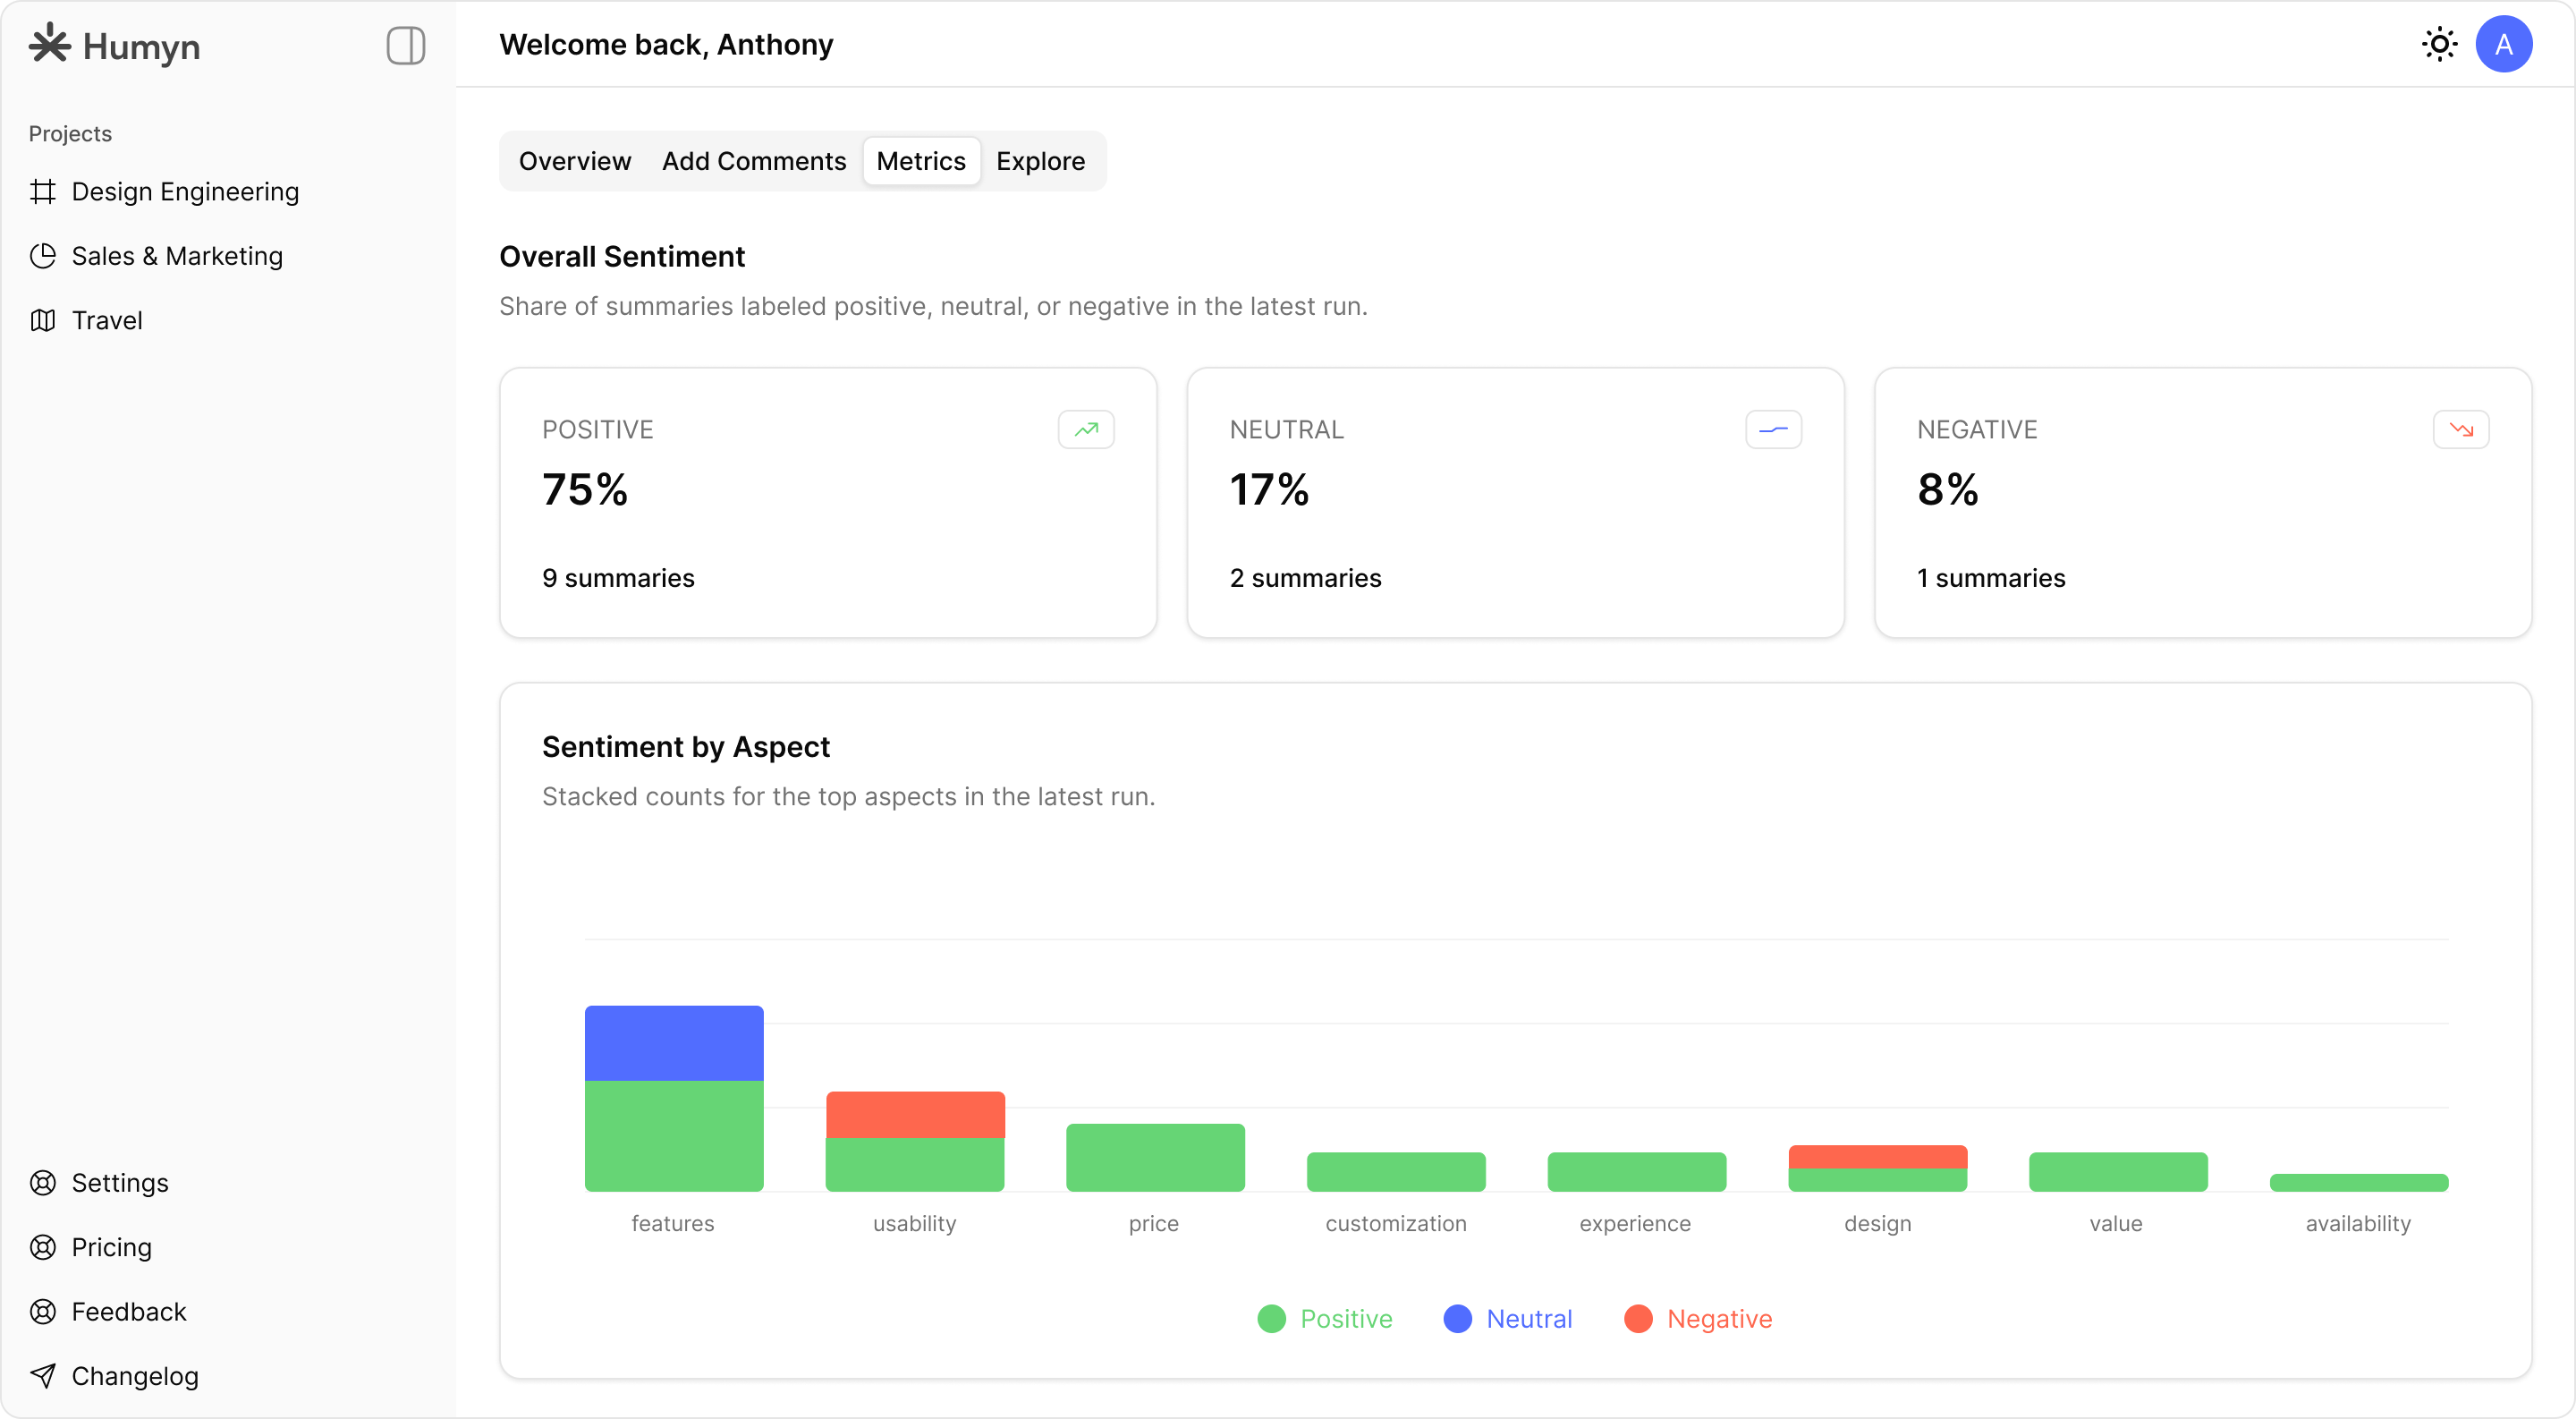 Humyn
Projects
Design Engineering
Sales & Marketing
Travel
Settings
Pricing
Feedback
Changelog
Welcome back, Anthony
A
Overview Add Comments Metrics Explore
Overall Sentiment
Share of summaries labeled positive, neutral, or negative in the latest run.
POSITIVE
75%
9 summaries
NEUTRAL
17%
2 summaries
NEGATIVE
8%
1 summaries
Sentiment by Aspect
Stacked counts for the top aspects in the latest run.
features usability price customization experience design value availability
Positive Neutral Negative